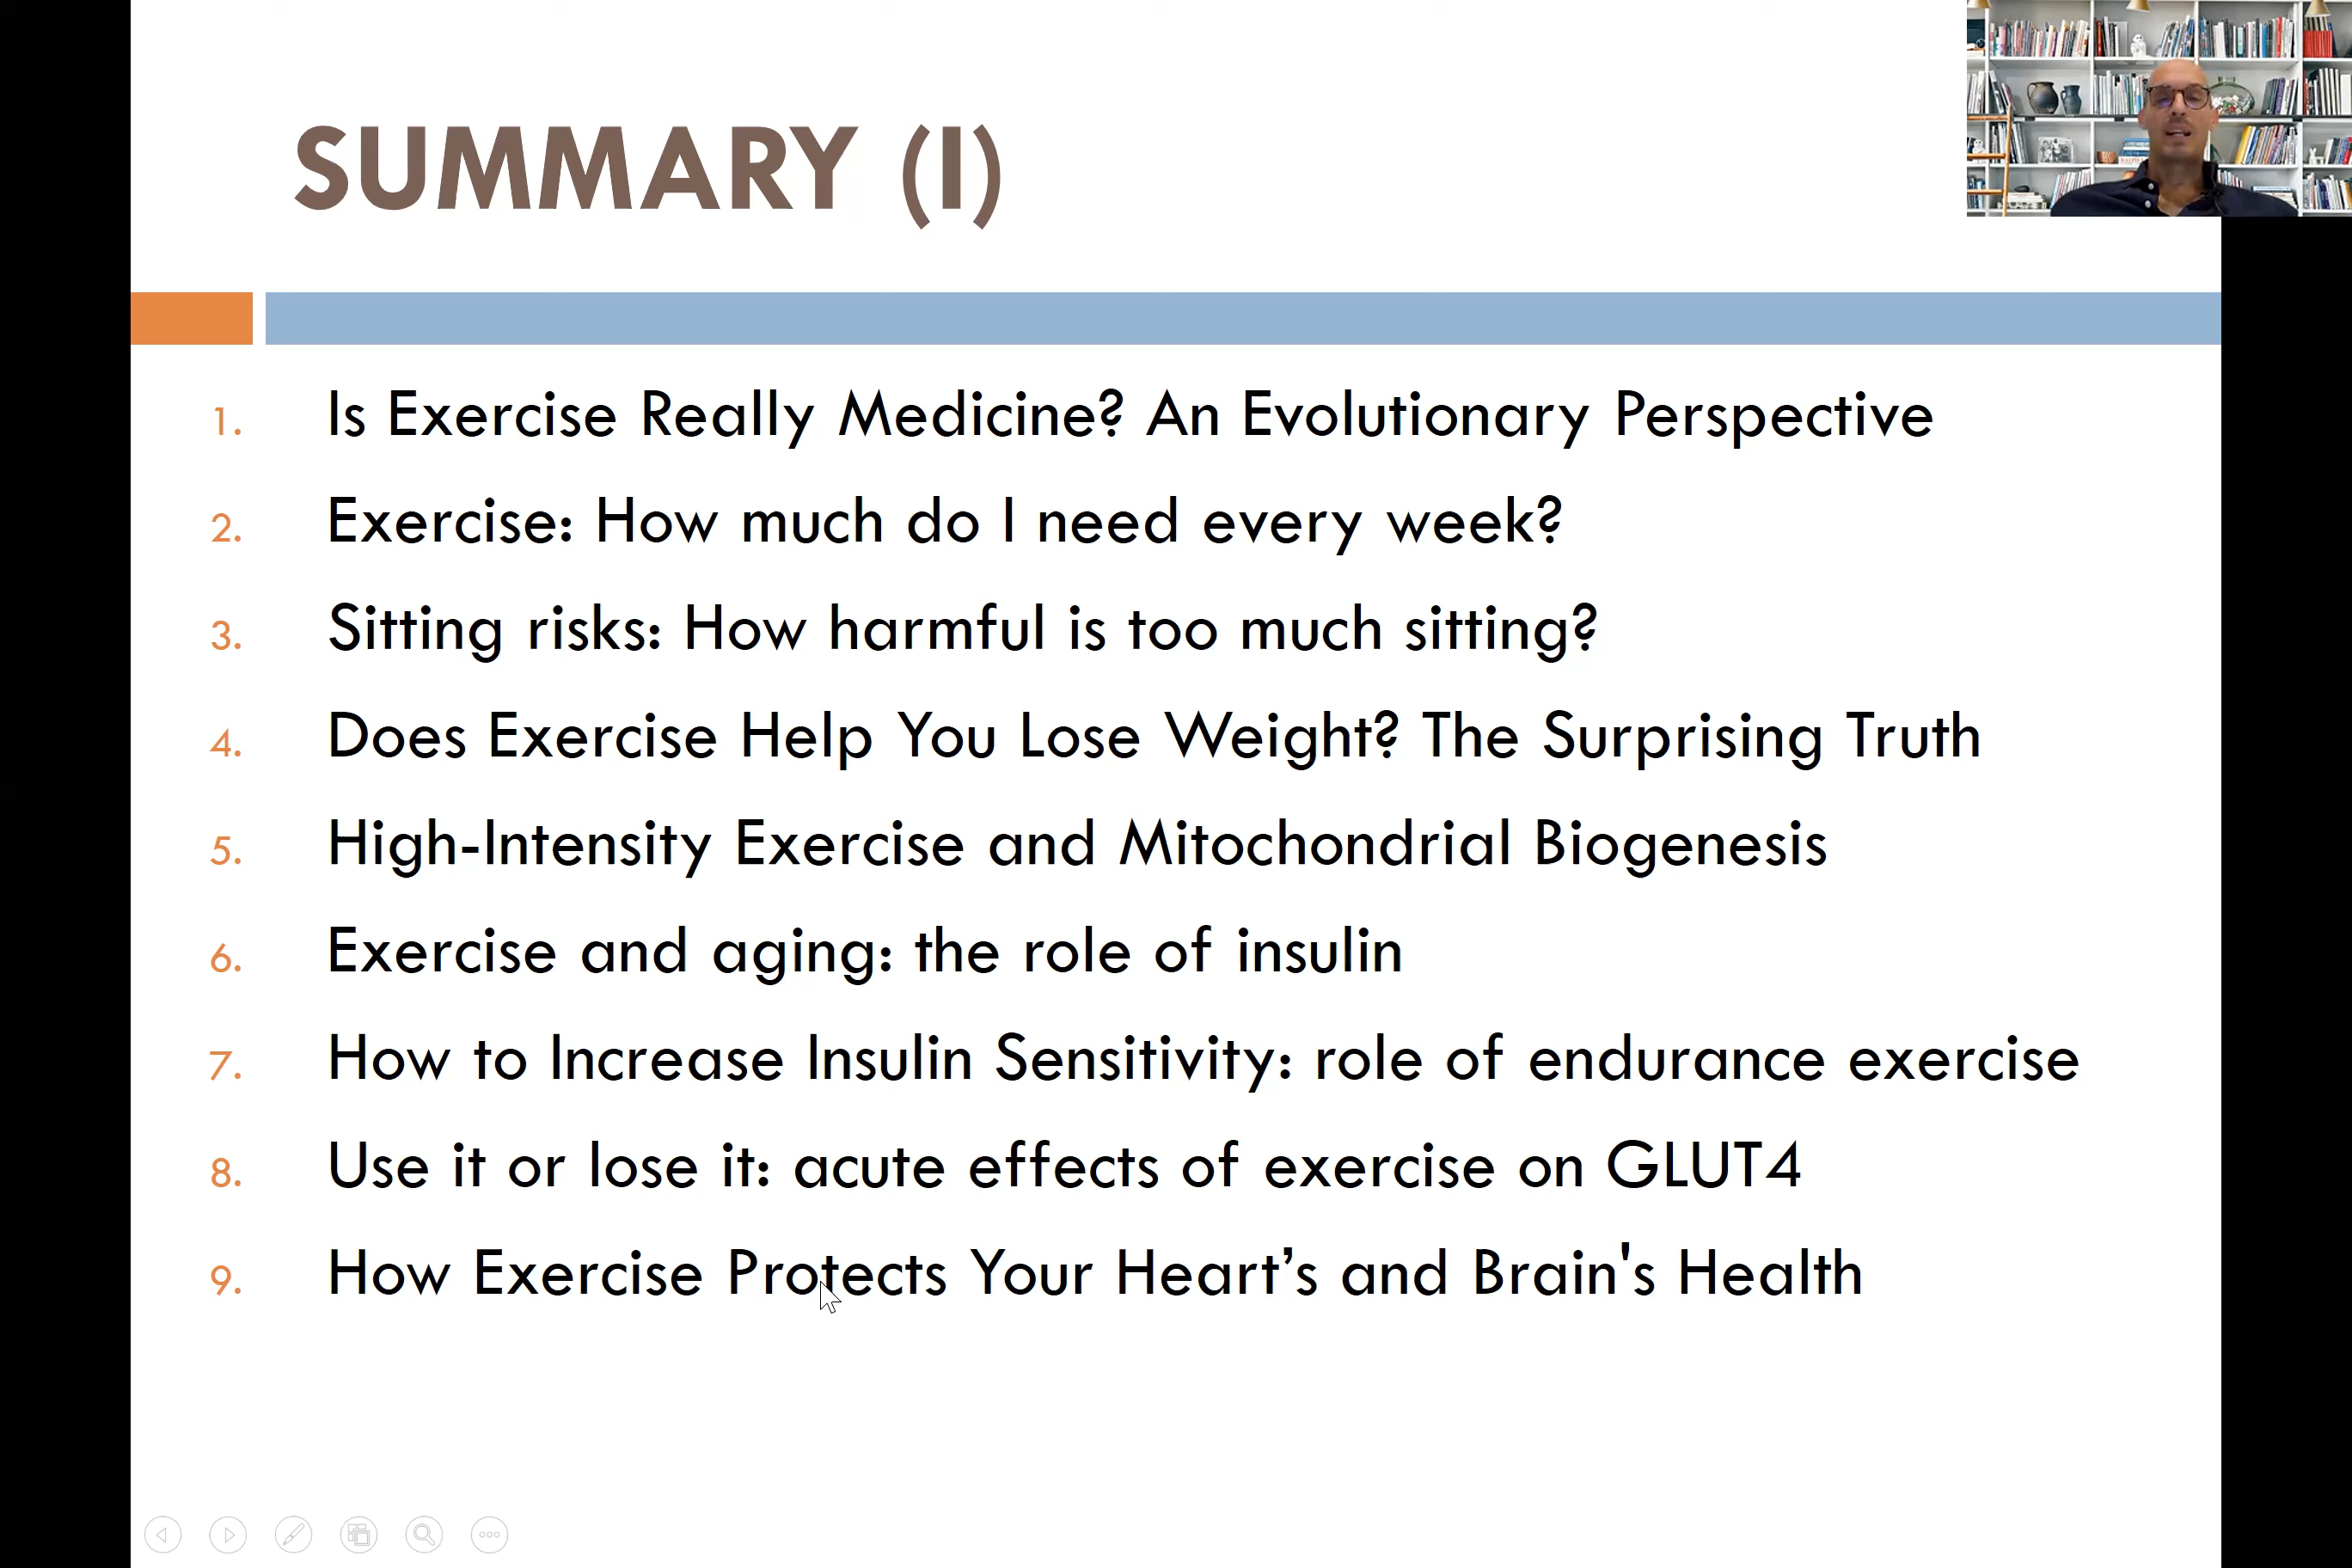 SUMMARY (I)
1. Is Exercise Really Medicine? An Evolutionary Perspective
2. Exercise: How much do I need every week?
3. Sitting risks: How harmful is too much sitting?
4. Does Exercise Help You Lose Weight? The Surprising Truth
5. High-Intensity Exercise and Mitochondrial Biogenesis
6. Exercise and aging: the role of insulin
7. How to Increase Insulin Sensitivity: role of endurance exercise
8. Use it or lose it: acute effects of exercise on GLUT4
9. How Exercise Protects Your Heart’s and Brain's Health